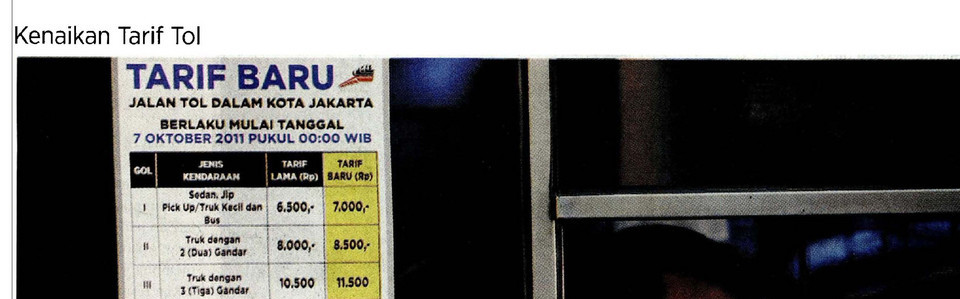 Kenaikan Tarif Tol
TARIF BARU
JALAN TOL DALAM KOTA JAKARTA
BERLAKU MULAI TANGGAL
7 OKTOBER 2011 PUKUL 00:00 WIB
GOL JENIS KENDARAAN TARIF LAMA (Rp) TARIF BARU (Rp)
I Sedan, Jip Pick Up/Truk Kecil dan Bus 6.500,- 7.000,-
II Truk dengan 2 (Dua) Gandar 8.000,- 8.500,-
III Truk dengan 3 (Tiga) Gandar 10.500 11.500